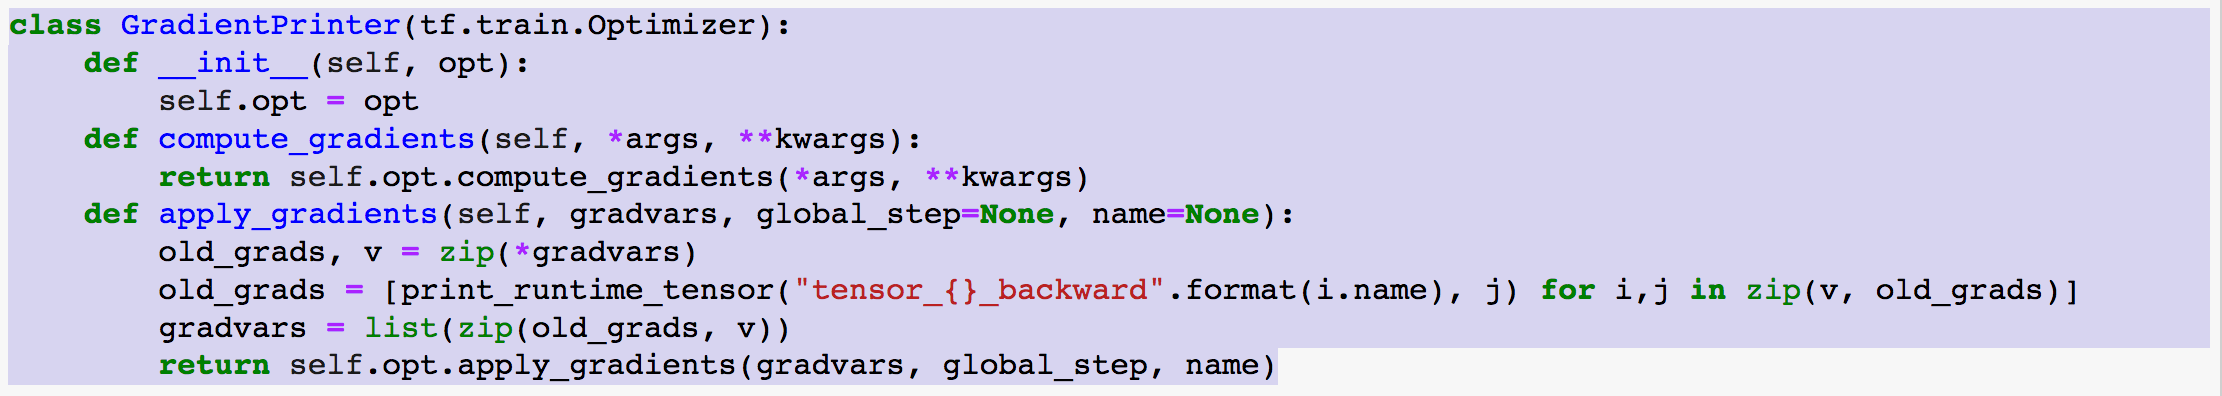 class GradientPrinter(tf.train.Optimizer):
    def __init__(self, opt):
        self.opt = opt
    def compute_gradients(self, *args, **kwargs):
        return self.opt.compute_gradients(*args, **kwargs)
    def apply_gradients(self, gradvars, global_step=None, name=None):
        old_grads, v = zip(*gradvars)
        old_grads = [print_runtime_tensor("tensor_{}_backward".format(i.name), j) for i,j in zip(v, old_grads)]
        gradvars = list(zip(old_grads, v))
        return self.opt.apply_gradients(gradvars, global_step, name)